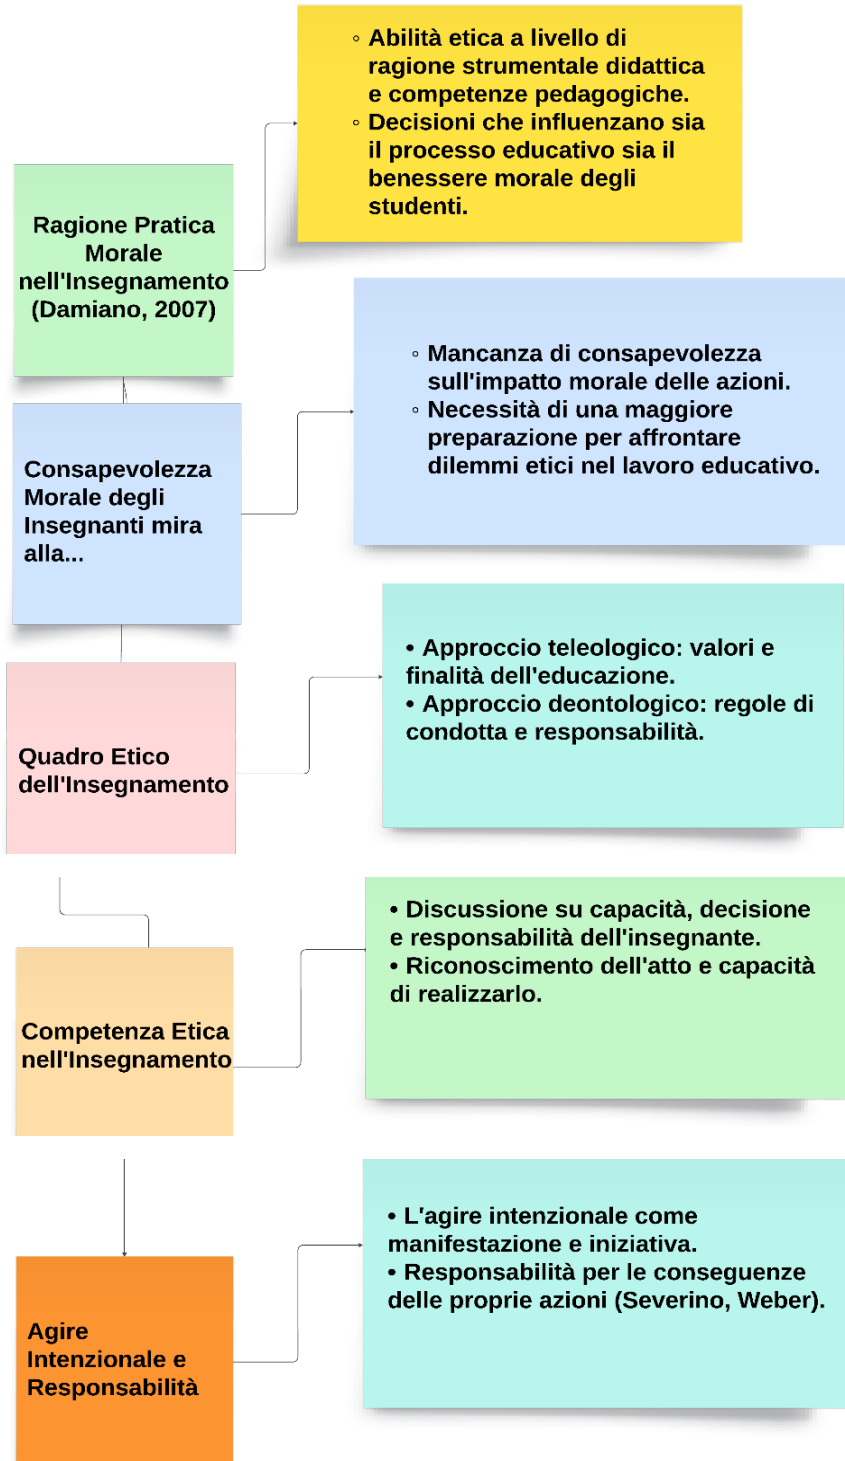 ◦ Abilità etica a livello di
ragione strumentale didattica
e competenze pedagogiche.
◦ Decisioni che influenzano sia
il processo educativo sia il
benessere morale degli
studenti.
Ragione Pratica
Morale
nell'Insegnamento
(Damiano, 2007)
◦ Mancanza di consapevolezza
sull'impatto morale delle azioni.
◦ Necessità di una maggiore
preparazione per affrontare
dilemmi etici nel lavoro educativo.
Consapevolezza
Morale degli
Insegnanti mira
alla...
• Approccio teleologico: valori e
finalità dell'educazione.
• Approccio deontologico: regole di
condotta e responsabilità.
Quadro Etico
dell'Insegnamento
• Discussione su capacità, decisione
e responsabilità dell'insegnante.
• Riconoscimento dell'atto e capacità
di realizzarlo.
Competenza Etica
nell'Insegnamento
• L'agire intenzionale come
manifestazione e iniziativa.
• Responsabilità per le conseguenze
delle proprie azioni (Severino, Weber).
Agire
Intenzionale e
Responsabilità